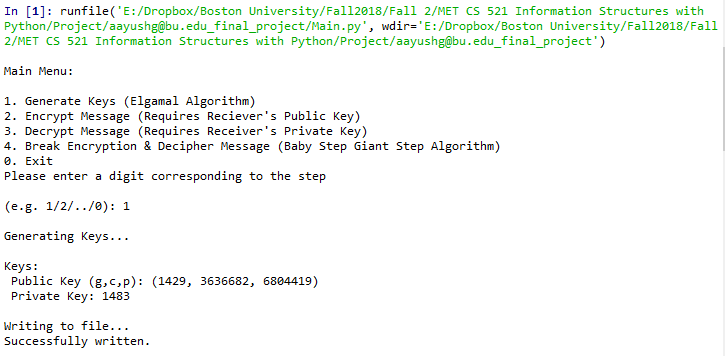 In [1]: runfile('E:/Dropbox/Boston University/Fall2018/Fall 2/MET CS 521 Information Structures with
Python/Project/aayushg@bu.edu_final_project/Main.py', wdir='E:/Dropbox/Boston University/Fall2018/Fall
2/MET CS 521 Information Structures with Python/Project/aayushg@bu.edu_final_project')
Main Menu:
1. Generate Keys (Elgamal Algorithm)
2. Encrypt Message (Requires Reciever's Public Key)
3. Decrypt Message (Requires Receiver's Private Key)
4. Break Encryption & Decipher Message (Baby Step Giant Step Algorithm)
0. Exit
Please enter a digit corresponding to the step
(e.g. 1/2/../0): 1
Generating Keys...
Keys:
Public Key (g,c,p): (1429, 3636682, 6804419)
Private Key: 1483
Writing to file...
Successfully written.